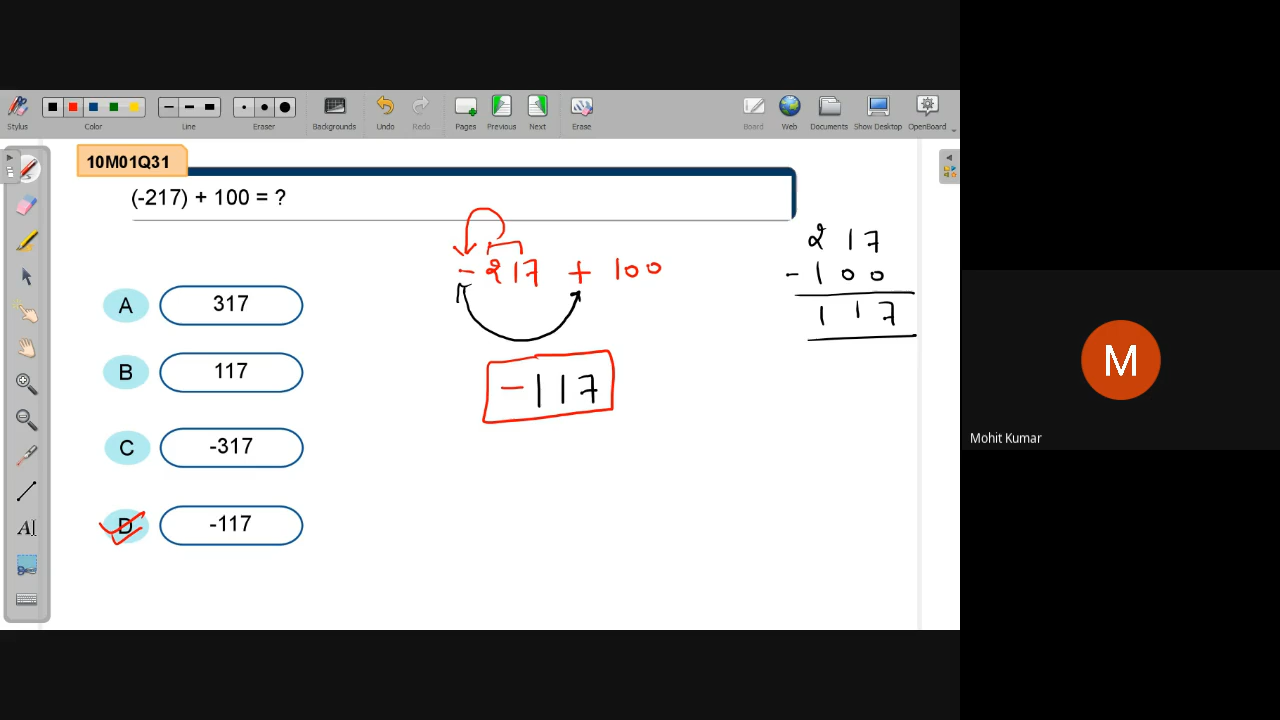 Stylus Color Line Eraser Backgrounds Undo Redo Pages Previous Next Erase Board Web Documents Show Desktop OpenBoard
10M01Q31
(-217) + 100 = ?
- 217 + 100
217
- 100
117
- 117
A 317
B 117
C -317
D -117
M
Mohit Kumar